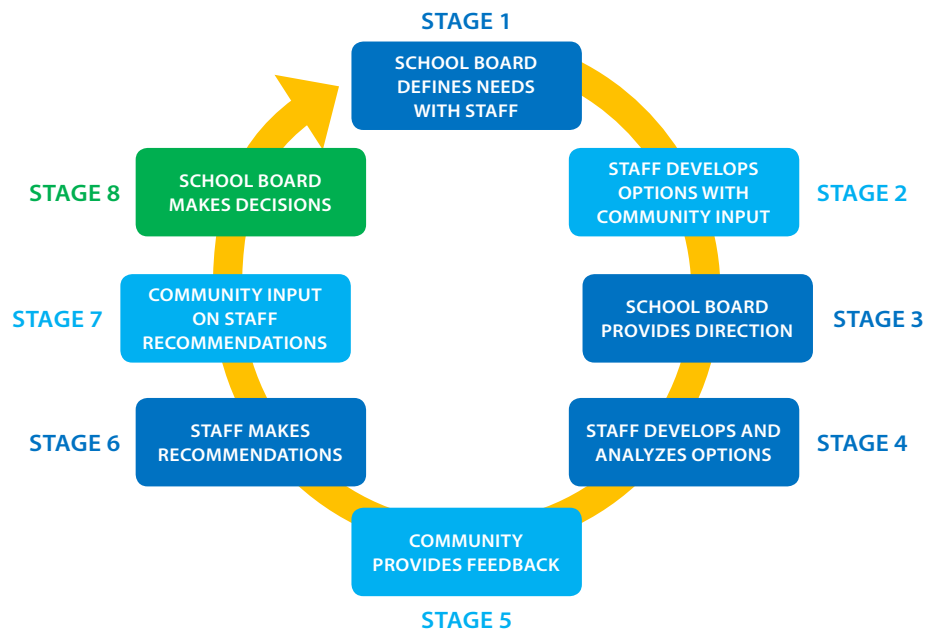 STAGE 1
SCHOOL BOARD
DEFINES NEEDS
WITH STAFF
STAFF DEVELOPS
OPTIONS WITH
COMMUNITY INPUT
STAGE 2
SCHOOL BOARD
PROVIDES DIRECTION
STAGE 3
STAFF DEVELOPS AND
ANALYZES OPTIONS
STAGE 4
COMMUNITY
PROVIDES FEEDBACK
STAGE 5
STAGE 6
STAFF MAKES
RECOMMENDATIONS
STAGE 7
COMMUNITY INPUT
ON STAFF
RECOMMENDATIONS
STAGE 8
SCHOOL BOARD
MAKES DECISIONS